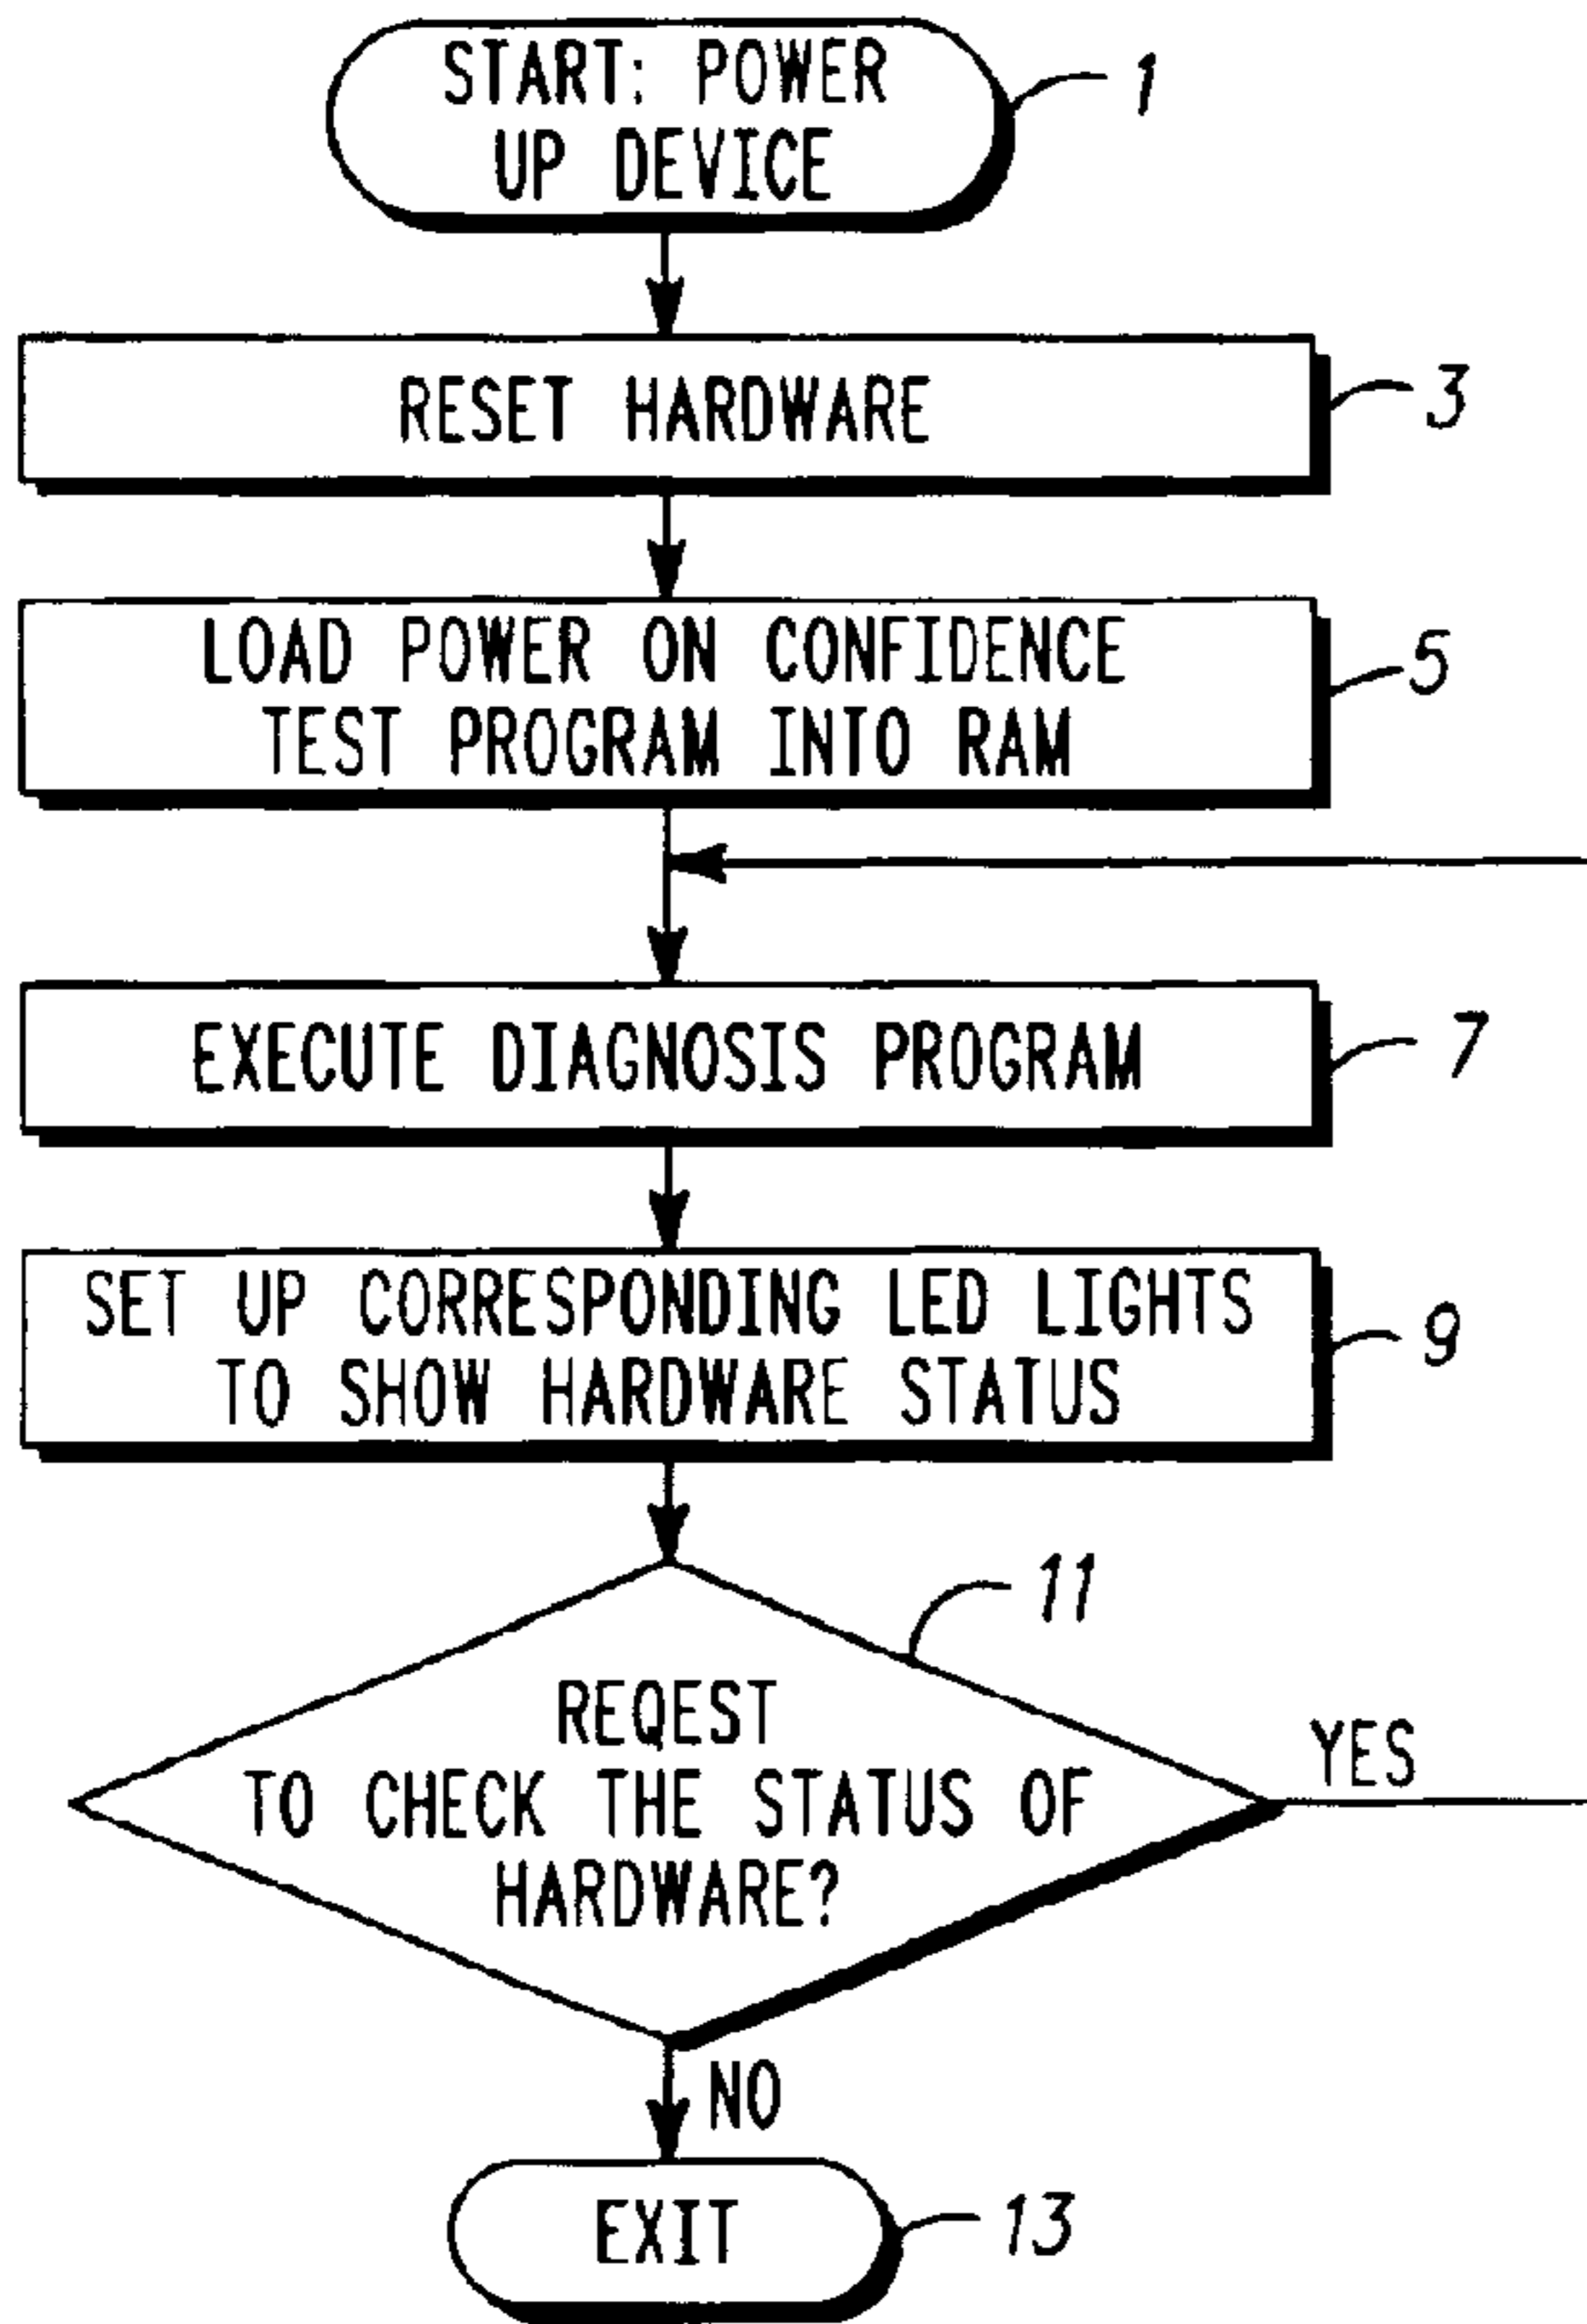 START: POWER
UP DEVICE
1
RESET HARDWARE
3
LOAD POWER ON CONFIDENCE
TEST PROGRAM INTO RAM
5
EXECUTE DIAGNOSIS PROGRAM
7
SET UP CORRESPONDING LED LIGHTS
TO SHOW HARDWARE STATUS
9
11
REQEST
TO CHECK THE STATUS OF
HARDWARE?
YES
NO
EXIT
13